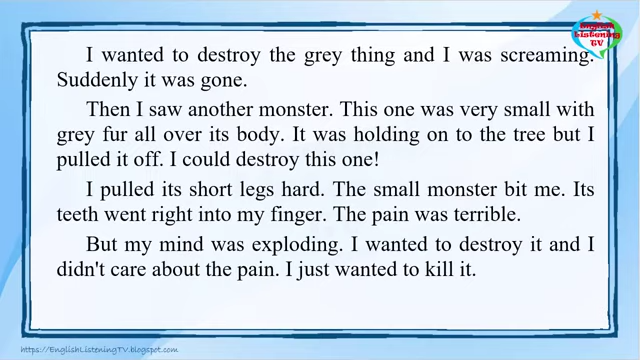 English
Listening
TV
I wanted to destroy the grey thing and I was screaming.
Suddenly it was gone.
Then I saw another monster. This one was very small with
grey fur all over its body. It was holding on to the tree but I
pulled it off. I could destroy this one!
I pulled its short legs hard. The small monster bit me. Its
teeth went right into my finger. The pain was terrible.
But my mind was exploding. I wanted to destroy it and I
didn't care about the pain. I just wanted to kill it.
https://EnglishListeningTV.blogspot.com